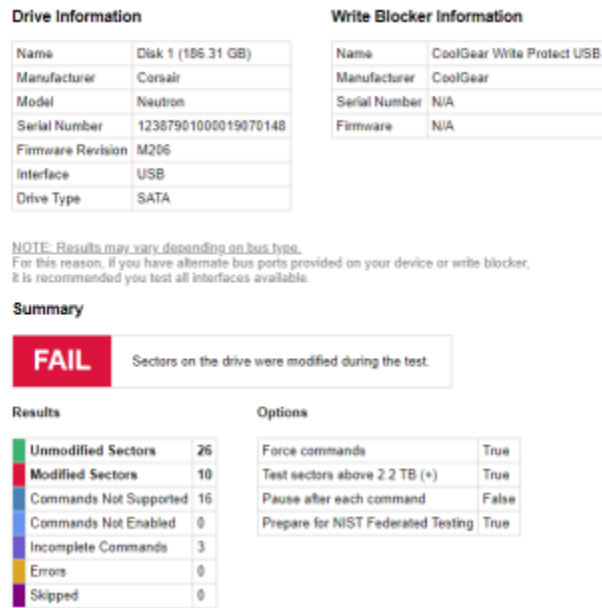 Drive Information
Name Disk 1 (186.31 GB)
Manufacturer Corsair
Model Neutron
Serial Number 12387901000019070148
Firmware Revision M206
Interface USB
Drive Type SATA
Write Blocker Information
Name CoolGear Write Protect USB
Manufacturer CoolGear
Serial Number N/A
Firmware N/A
NOTE: Results may vary depending on bus type.
For this reason, if you have alternate bus ports provided on your device or write blocker,
it is recommended you test all interfaces available.
Summary
FAIL Sectors on the drive were modified during the test.
Results
Unmodified Sectors 26
Modified Sectors 10
Commands Not Supported 16
Commands Not Enabled 0
Incomplete Commands 3
Errors 0
Skipped 0
Options
Force commands True
Test sectors above 2.2 TB (+) True
Pause after each command False
Prepare for NIST Federated Testing True